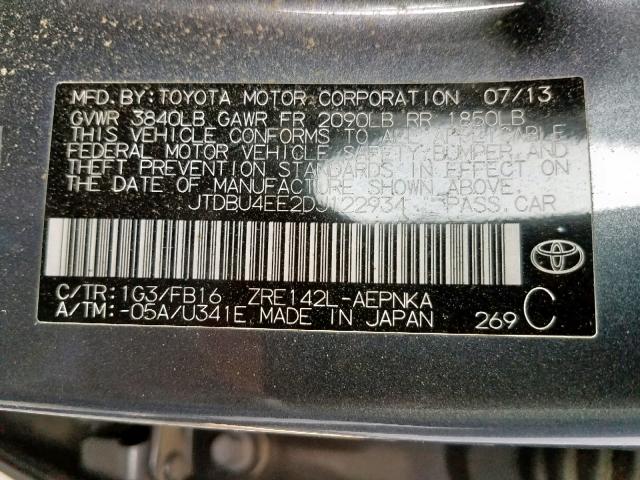 MFD. BY: TOYOTA MOTOR CORPORATION 07/13
GVWR 3840LB GAWR FR 2090LB RR 1850LB
THIS VEHICLE CONFORMS TO ALL APPLICABLE
FEDERAL MOTOR VEHICLE SAFETY, BUMPER, AND
THEFT PREVENTION STANDARDS IN EFFECT ON
THE DATE OF MANUFACTURE SHOWN ABOVE.
JTDBU4EE2DJ122934 PASS. CAR
C/TR: 1G3/FB16 ZRE142L-AEPNKA
A/TM: -05A/U341E MADE IN JAPAN 269 C